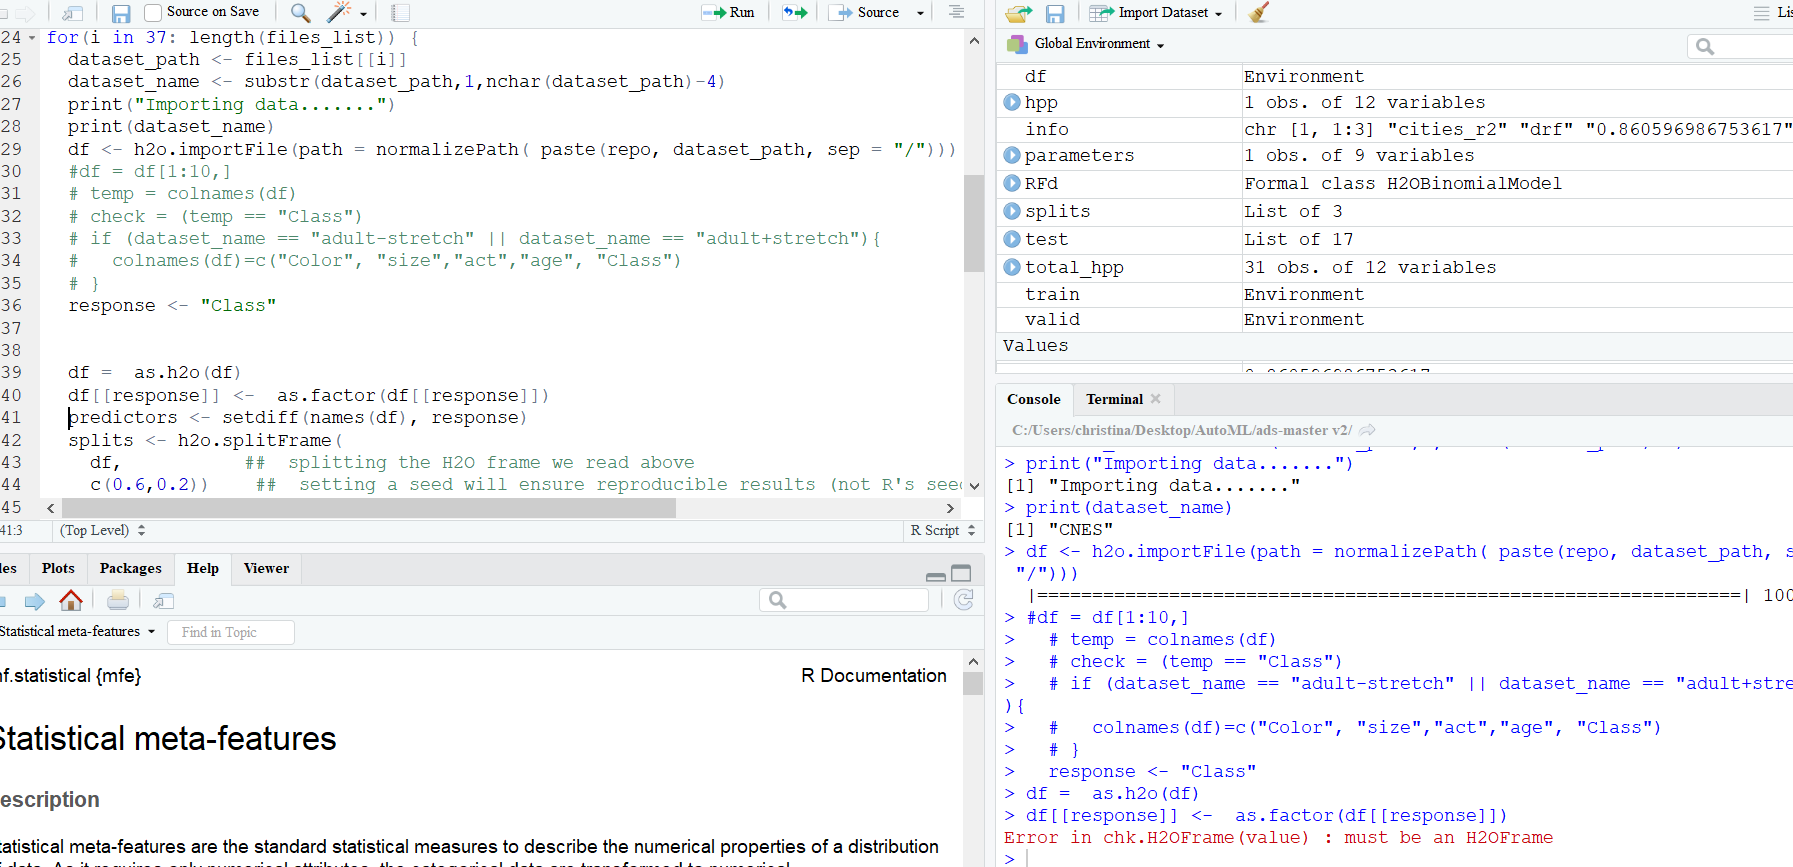 Source on Save
Run
Source
24 for(i in 37: length(files_list)) {
25 dataset_path <- files_list[[i]]
26 dataset_name <- substr(dataset_path,1,nchar(dataset_path)-4)
27 print("Importing data.......")
28 print(dataset_name)
29 df <- h2o.importFile(path = normalizePath( paste(repo, dataset_path, sep = "/")))
30 #df = df[1:10,]
31 # temp = colnames(df)
32 # check = (temp == "Class")
33 # if (dataset_name == "adult-stretch" || dataset_name == "adult+stretch"){
34 # colnames(df)=c("Color", "size","act","age", "Class")
35 # }
36 response <- "Class"
37
38
39 df = as.h2o(df)
40 df[[response]] <- as.factor(df[[response]])
41 predictors <- setdiff(names(df), response)
42 splits <- h2o.splitFrame(
43 df, ## splitting the H2O frame we read above
44 c(0.6,0.2)) ## setting a seed will ensure reproducible results (not R's see
45
41:3 (Top Level) R Script
les Plots Packages Help Viewer
Statistical meta-features Find in Topic
mf.statistical {mfe} R Documentation
Statistical meta-features
Description
tatistical meta-features are the standard statistical measures to describe the numerical properties of a distribution
Import Dataset Lis
Global Environment
df Environment
hpp 1 obs. of 12 variables
info chr [1, 1:3] "cities_r2" "drf" "0.860596986753617"
parameters 1 obs. of 9 variables
RFd Formal class H2OBinomialModel
splits List of 3
test List of 17
total_hpp 31 obs. of 12 variables
train Environment
valid Environment
Values
Console Terminal
C:/Users/christina/Desktop/AutoML/ads-master v2/
> print("Importing data.......")
[1] "Importing data......."
> print(dataset_name)
[1] "CNES"
> df <- h2o.importFile(path = normalizePath( paste(repo, dataset_path, s
"/")))
|=================================================================| 100
> #df = df[1:10,]
> # temp = colnames(df)
> # check = (temp == "Class")
> # if (dataset_name == "adult-stretch" || dataset_name == "adult+stre
){
> # colnames(df)=c("Color", "size","act","age", "Class")
> # }
> response <- "Class"
> df = as.h2o(df)
> df[[response]] <- as.factor(df[[response]])
Error in chk.H2OFrame(value) : must be an H2OFrame
>